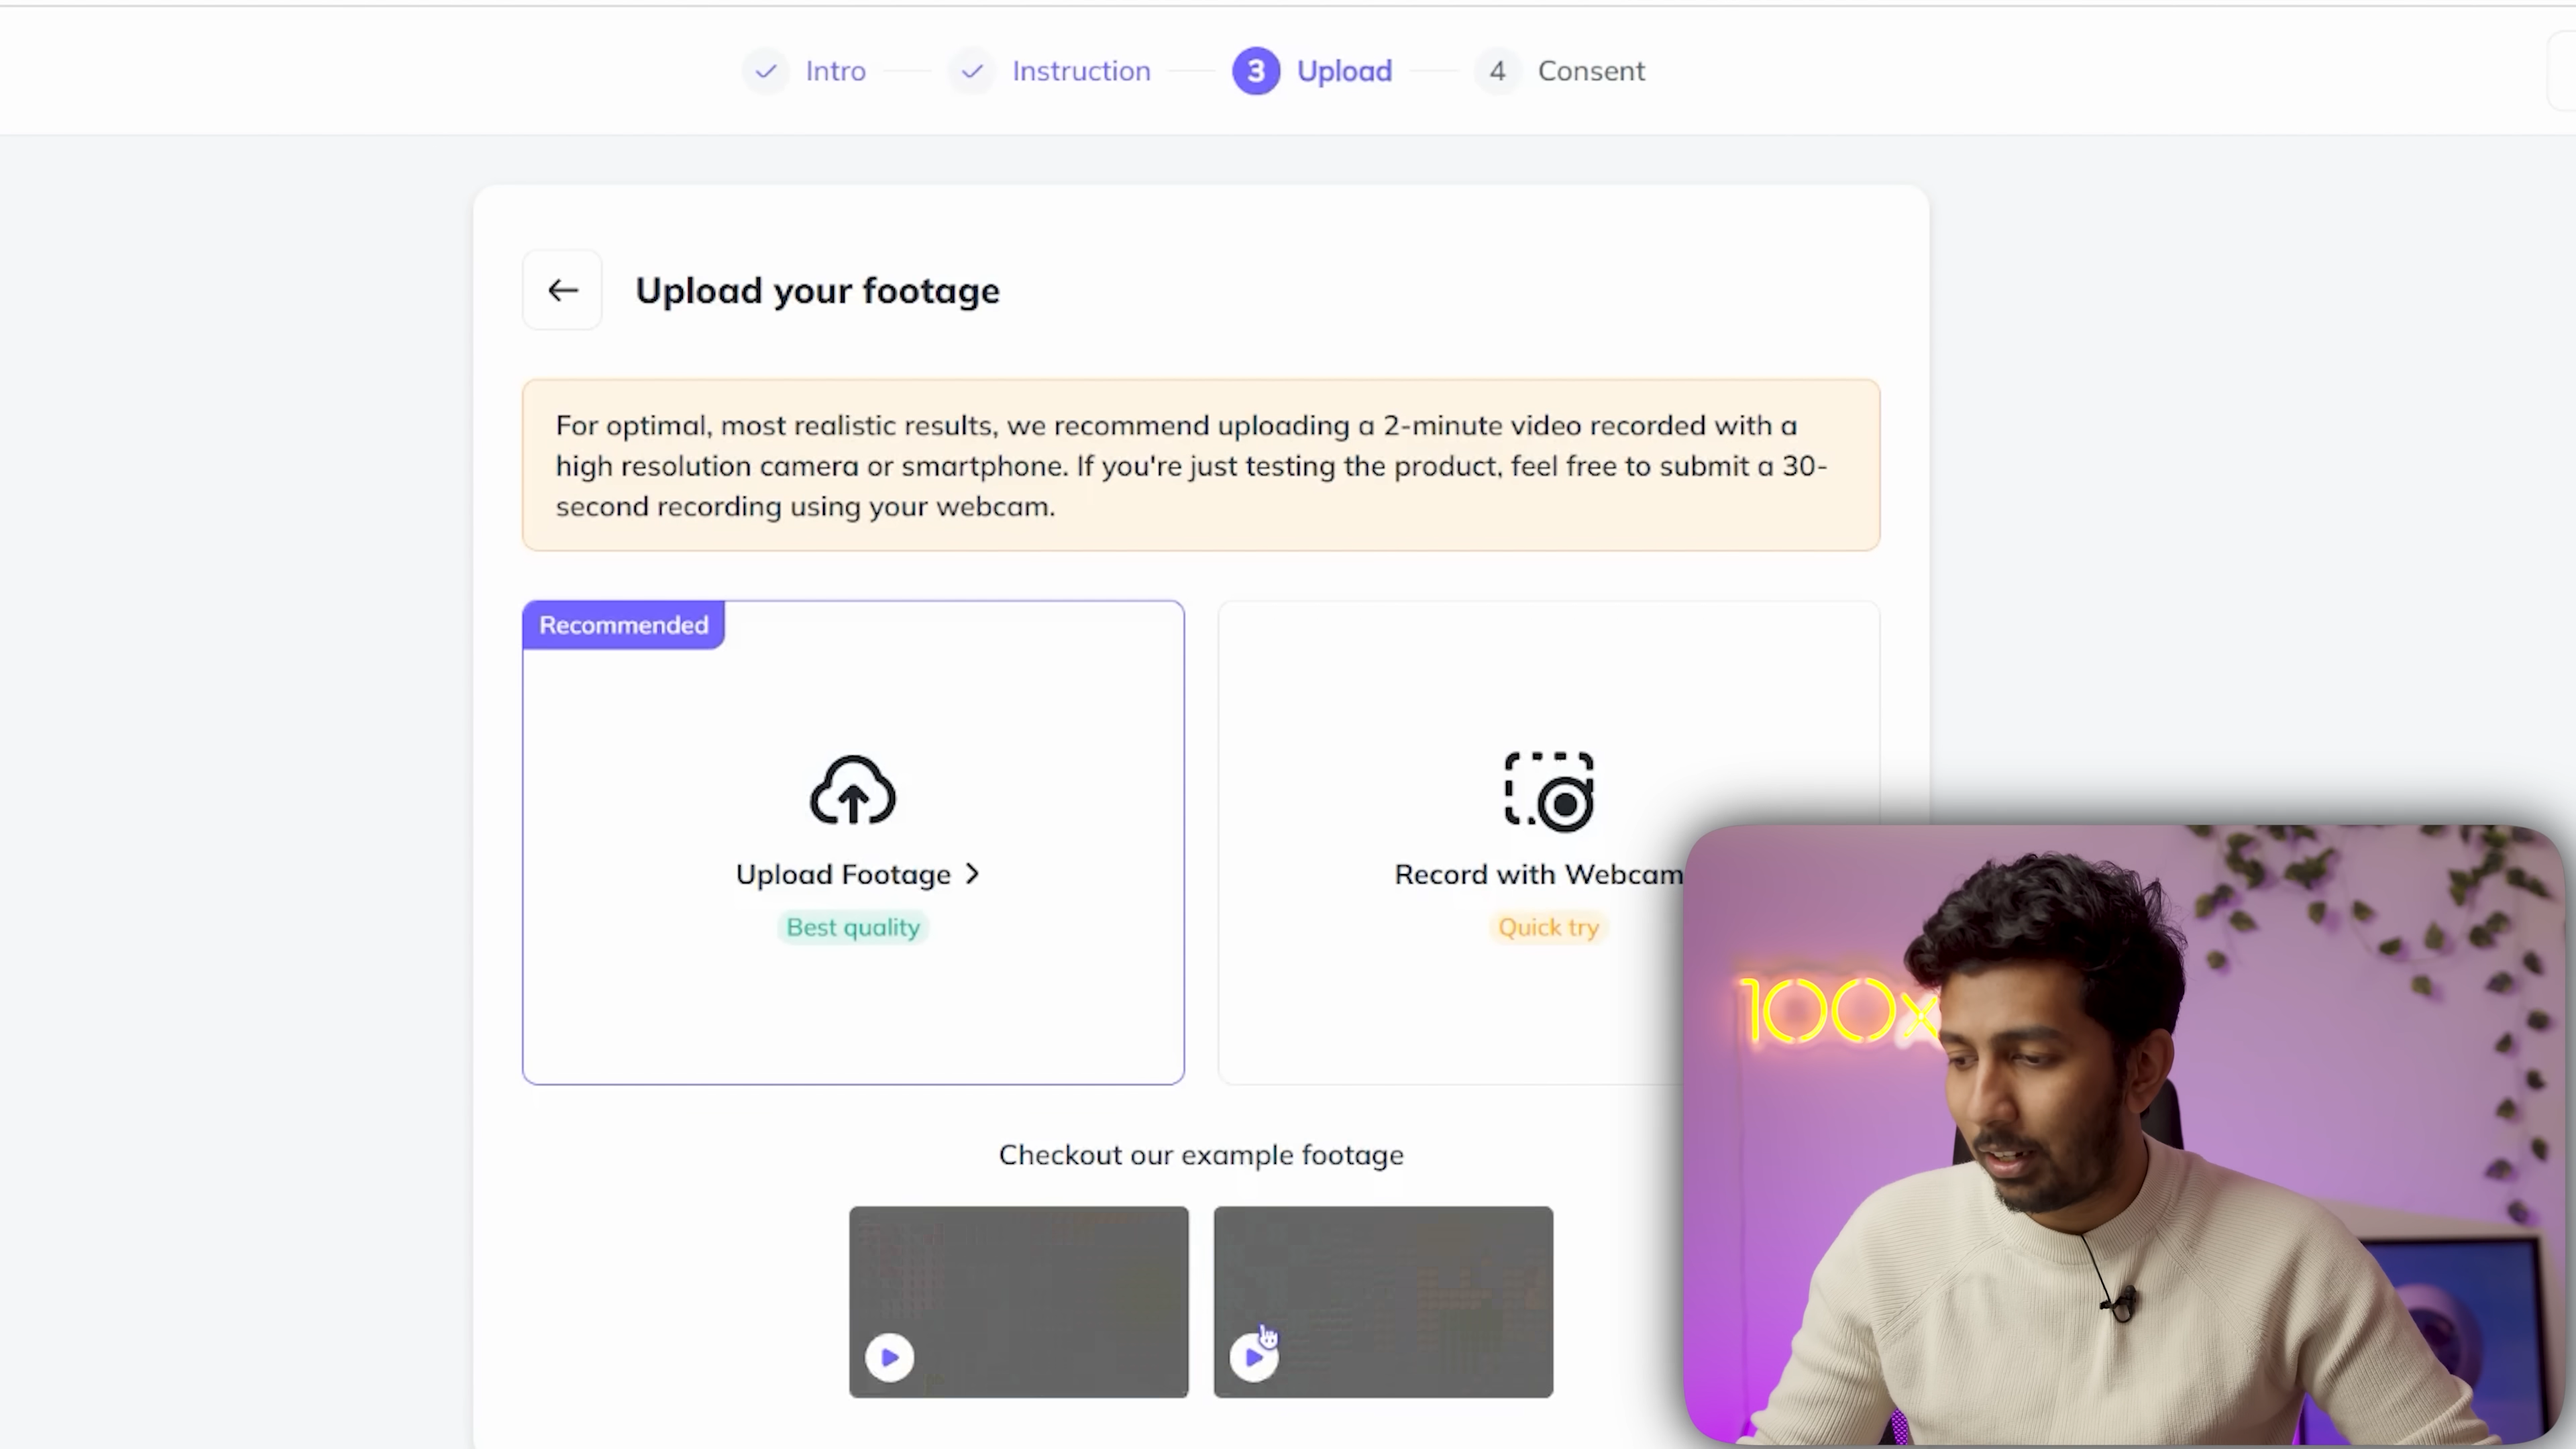 Intro
Instruction
3 Upload
4 Consent
Upload your footage
For optimal, most realistic results, we recommend uploading a 2-minute video recorded with a
high resolution camera or smartphone. If you're just testing the product, feel free to submit a 30-
second recording using your webcam.
Recommended
Upload Footage
Best quality
Record with Webcam
Quick try
100x
Checkout our example footage